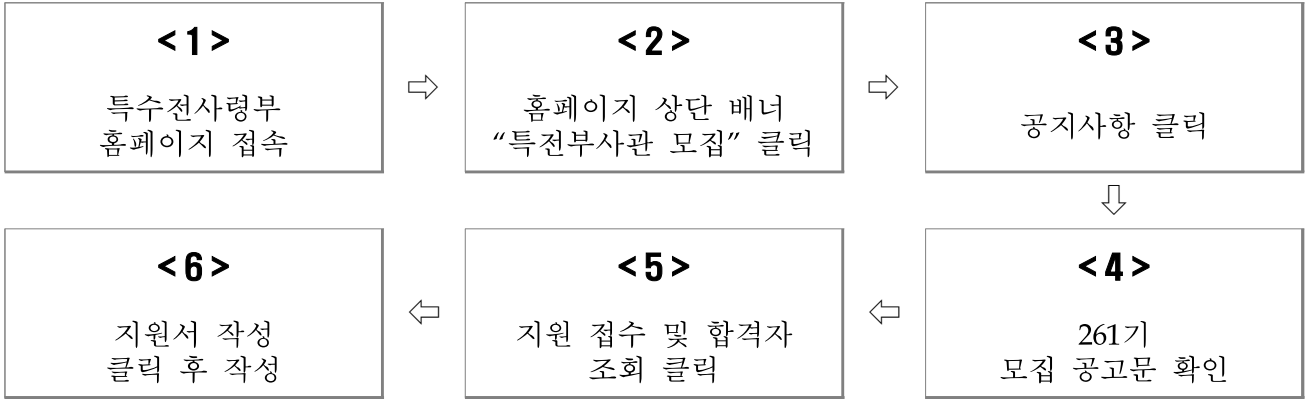 <1>
특수전사령부
홈페이지 접속
<2>
홈페이지 상단 배너
“특전부사관 모집” 클릭
<3>
공지사항 클릭
<4>
261기
모집 공고문 확인
<5>
지원 접수 및 합격자
조회 클릭
<6>
지원서 작성
클릭 후 작성